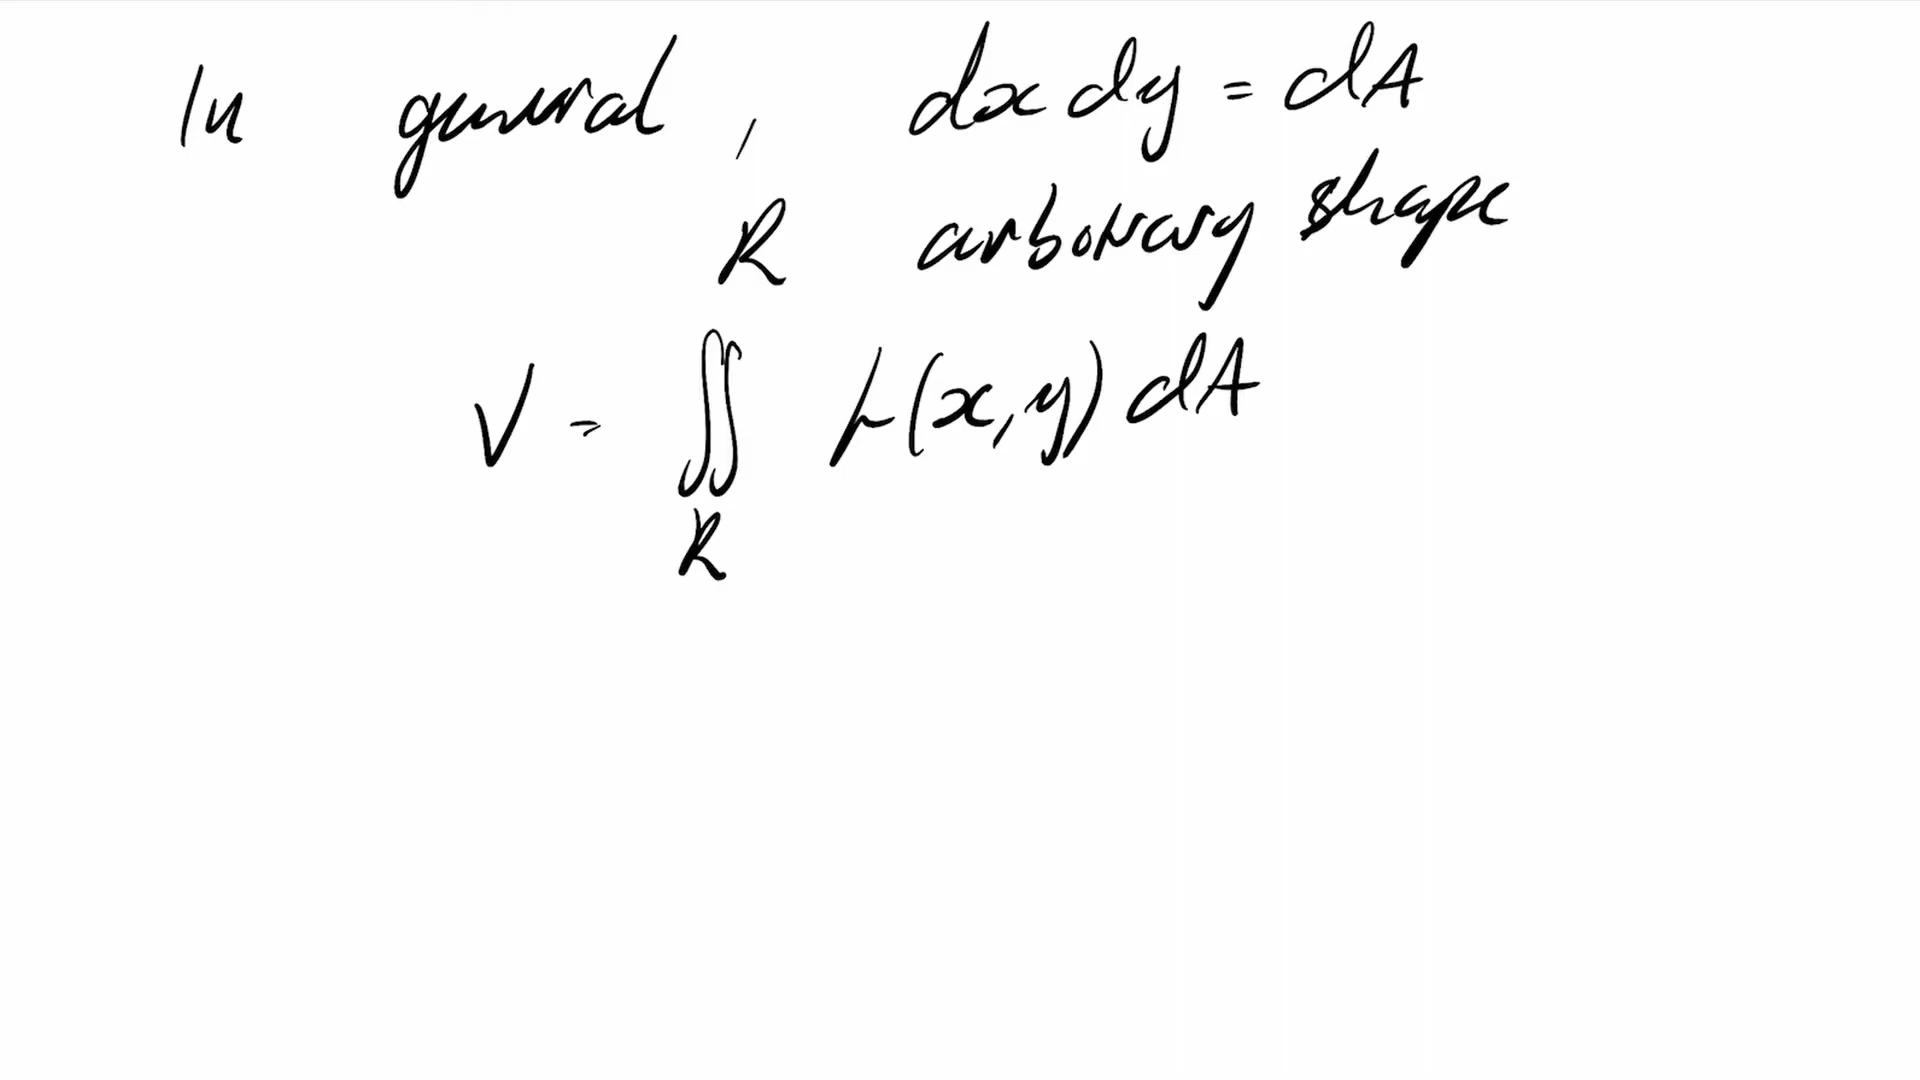 In general, dx dy = dA
R arbitrary shape
V = ∬ h(x,y) dA
R